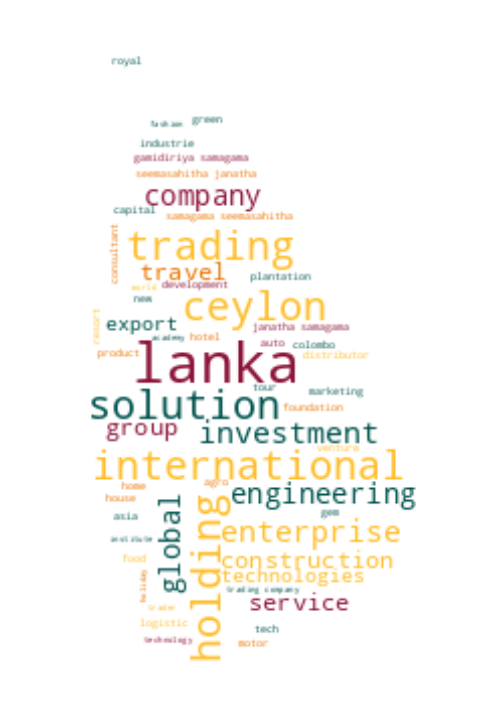 royal
fashion green
industrie
gamidiriya samagama
seemasahitha janatha
company
capital
samagama seemasahitha
consultant
trading
travel
plantation
world development
new
ceylon
resort
export
janatha samagama
academy hotel
auto colombo
product
distributor
lanka
tour
marketing
solution
foundation
group
investment
venture
international
home
agro
house
engineering
global
holding
asia
gem
enterprise
institute
food
construction
technologies
holiday
trading company
service
trader
logistic
tech
technology
motor